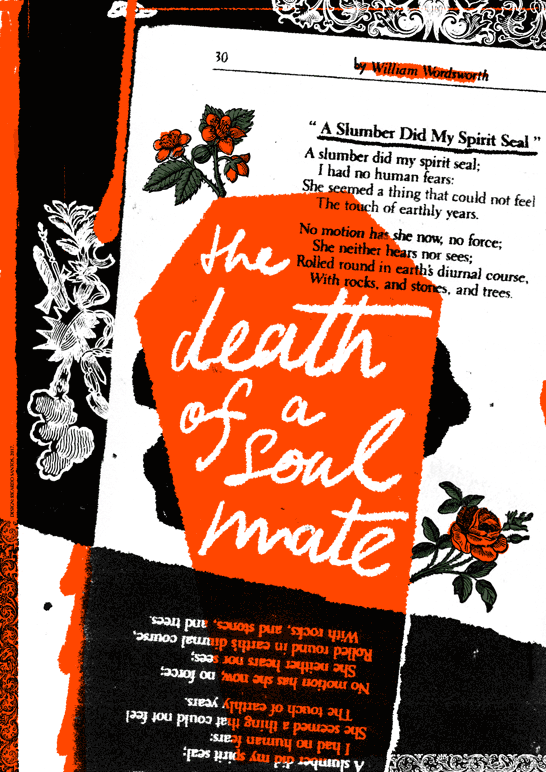 30
by William Wordsworth
“ A Slumber Did My Spirit Seal ”
A slumber did my spirit seal;
I had no human fears:
She seemed a thing that could not feel
The touch of earthly years.
No motion has she now, no force;
She neither hears nor sees;
Rolled round in earth's diurnal course,
With rocks, and stones, and trees.
the
death
of a
soul
mate
DESIGN: RICARDO SANTOS, 2017.
A slumber did my spirit seal;
I had no human fears:
She seemed a thing that could not feel
The touch of earthly years.
No motion has she now, no force;
She neither hears nor sees;
Rolled round in earth's diurnal course,
With rocks, and stones, and trees.